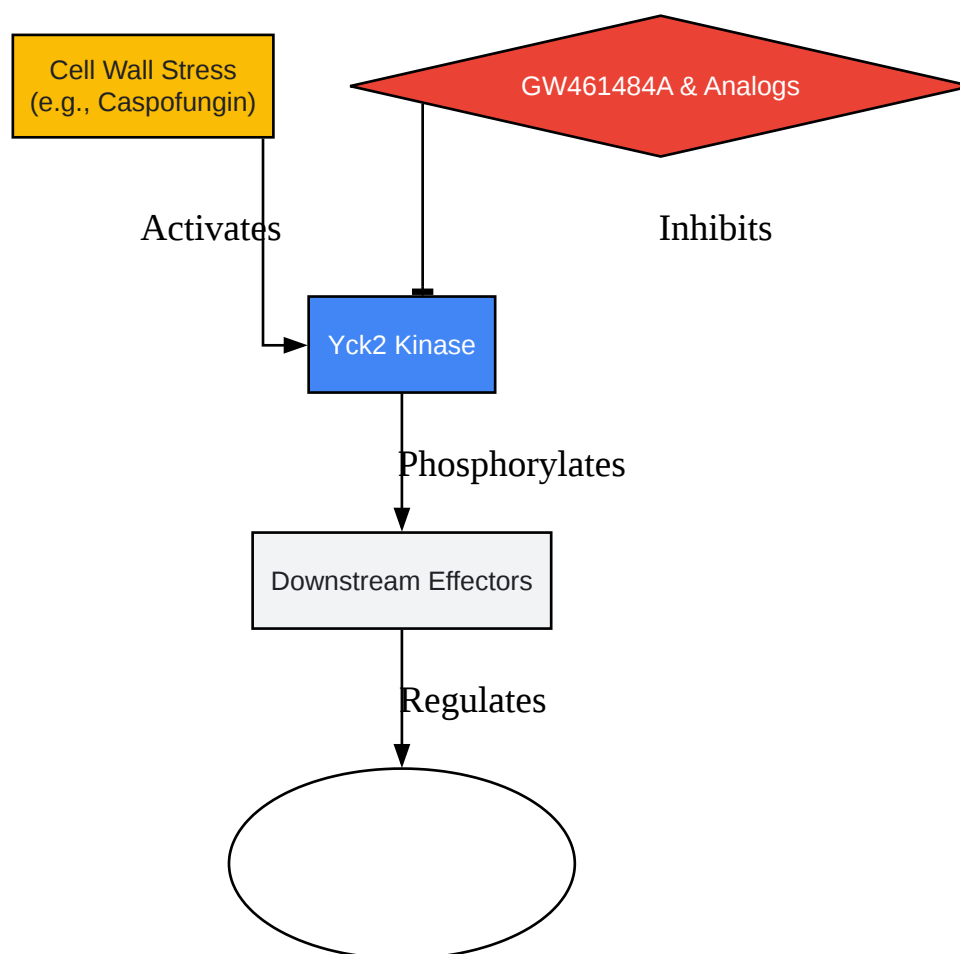 Cell Wall Stress
(e.g., Caspofungin)
GW461484A & Analogs
Activates
Inhibits
Yck2 Kinase
Phosphorylates
Downstream Effectors
Regulates